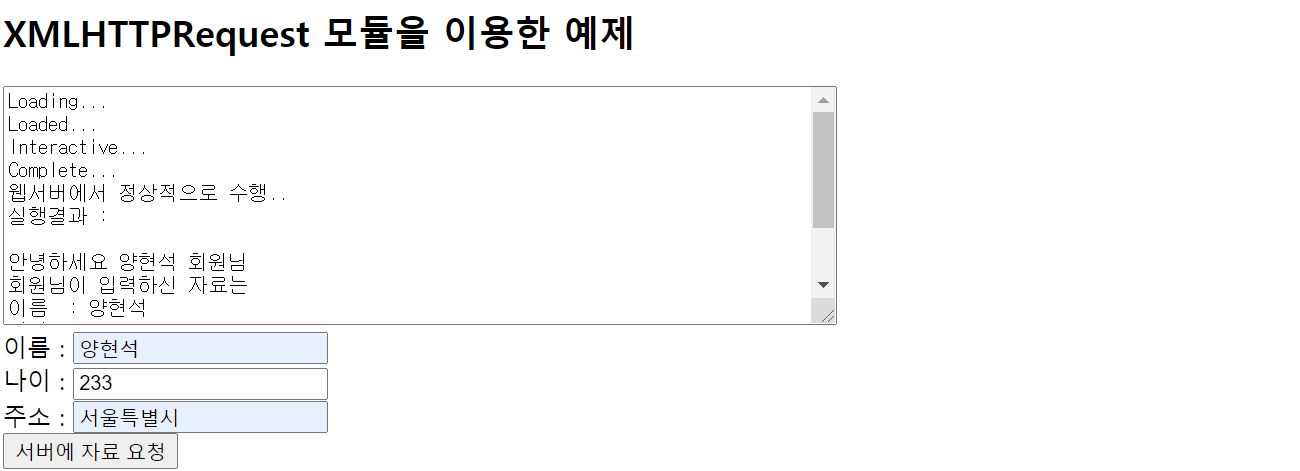 XMLHTTPRequest 모듈을 이용한 예제
Loading...
Loaded...
Interactive...
Complete...
웹서버에서 정상적으로 수행..
실행결과 :
안녕하세요 양현석 회원님
회원님이 입력하신 자료는
이름 : 양현석
이름 : 양현석
나이 : 233
주소 : 서울특별시
서버에 자료 요청